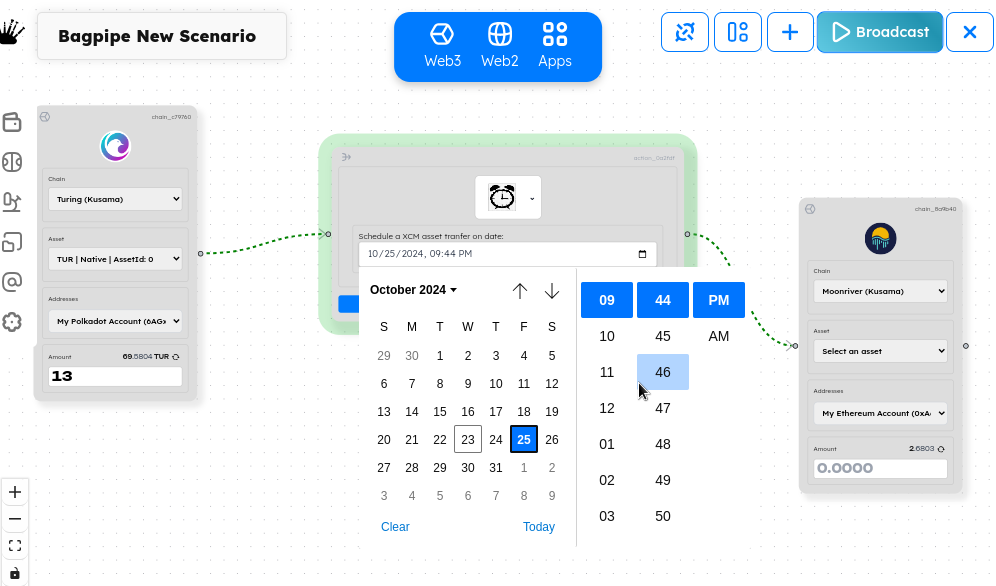 Bagpipe New Scenario
Web3
Web2
Apps
Broadcast
chain_c79760
Chain
Turing (Kusama)
Asset
TUR | Native | AssetId: 0
Addresses
My Polkadot Account (6AG
Amount
69.5804 TUR
13
Schedule a XCM asset tranfer on date:
10/25/2024, 09:44 PM
October 2024
S M T W T F S
29 30 1 2 3 4 5
6 7 8 9 10 11 12
13 14 15 16 17 18 19
20 21 22 23 24 25 26
27 28 29 30 31 1 2
3 4 5 6 7 8 9
Clear
Today
09 44 PM
10 45 AM
11 46
12 47
01 48
02 49
03 50
chain_8a9b40
Chain
Moonriver (Kusama)
Asset
Select an asset
Addresses
My Ethereum Account (0xA
Amount
2.6803
0.0000